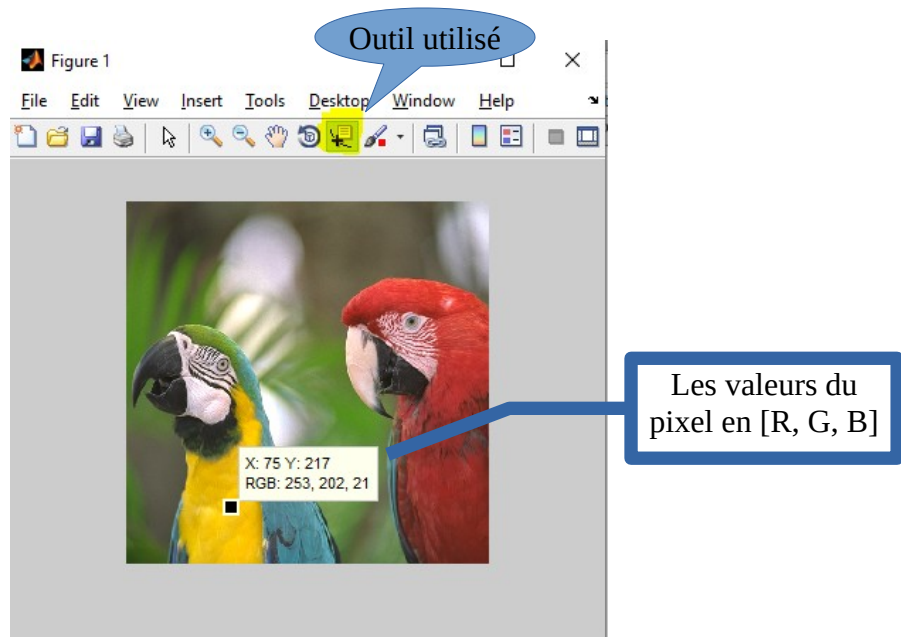 Outil utilisé
Figure 1
File Edit View Insert Tools Desktop Window Help
X: 75 Y: 217
RGB: 253, 202, 21
Les valeurs du
pixel en [R, G, B]